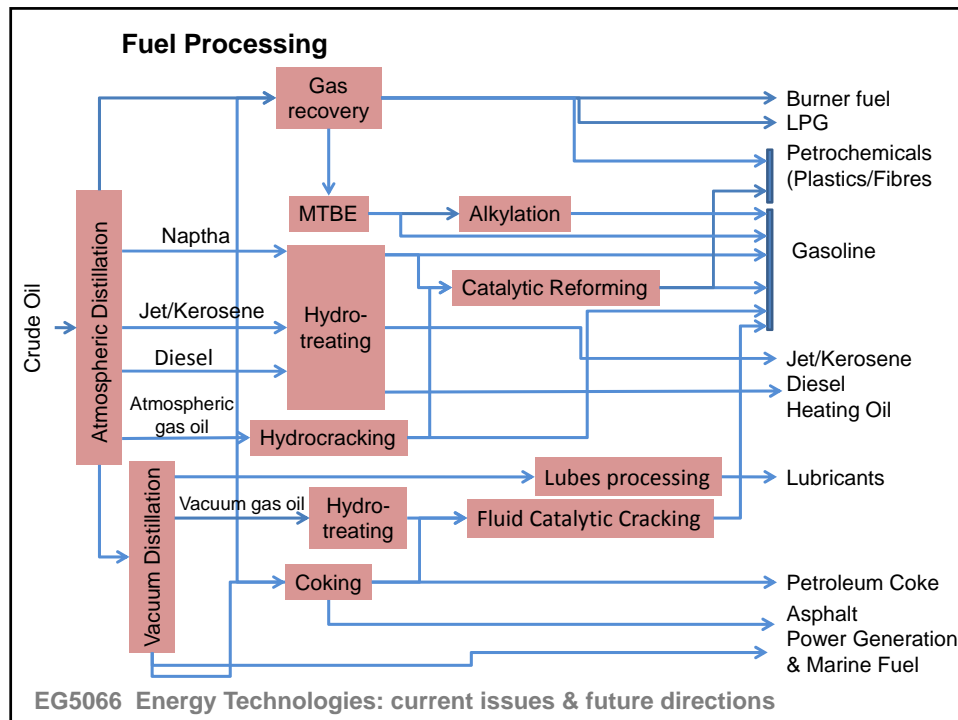 Fuel Processing
Gas
recovery
Burner fuel
LPG
Petrochemicals
(Plastics/Fibres
MTBE
Alkylation
Naptha
Gasoline
Catalytic Reforming
Crude Oil
Atmospheric Distillation
Jet/Kerosene
Hydro-
treating
Diesel
Jet/Kerosene
Diesel
Heating Oil
Atmospheric
gas oil
Hydrocracking
Lubes processing
Lubricants
Vacuum Distillation
Vacuum gas oil
Hydro-
treating
Fluid Catalytic Cracking
Coking
Petroleum Coke
Asphalt
Power Generation
& Marine Fuel
EG5066 Energy Technologies: current issues & future directions